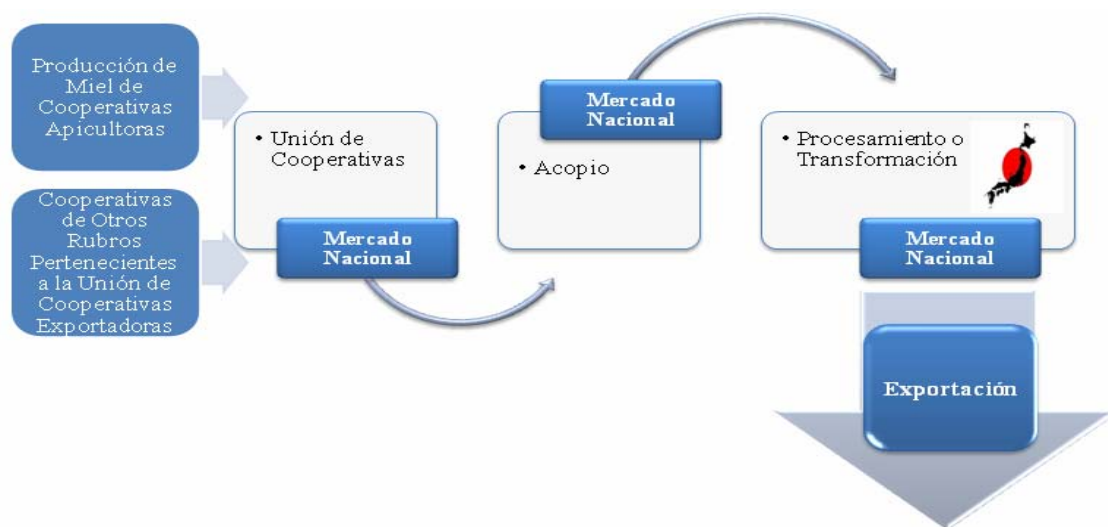 Producción de
Miel de
Cooperativas
Apicultoras
Cooperativas
de Otros
Rubros
Pertenecientes
a la Unión de
Cooperativas
Exportadoras
• Unión de
Cooperativas
Mercado
Nacional
Mercado
Nacional
• Acopio
• Procesamiento o
Transformación
Mercado
Nacional
Exportación